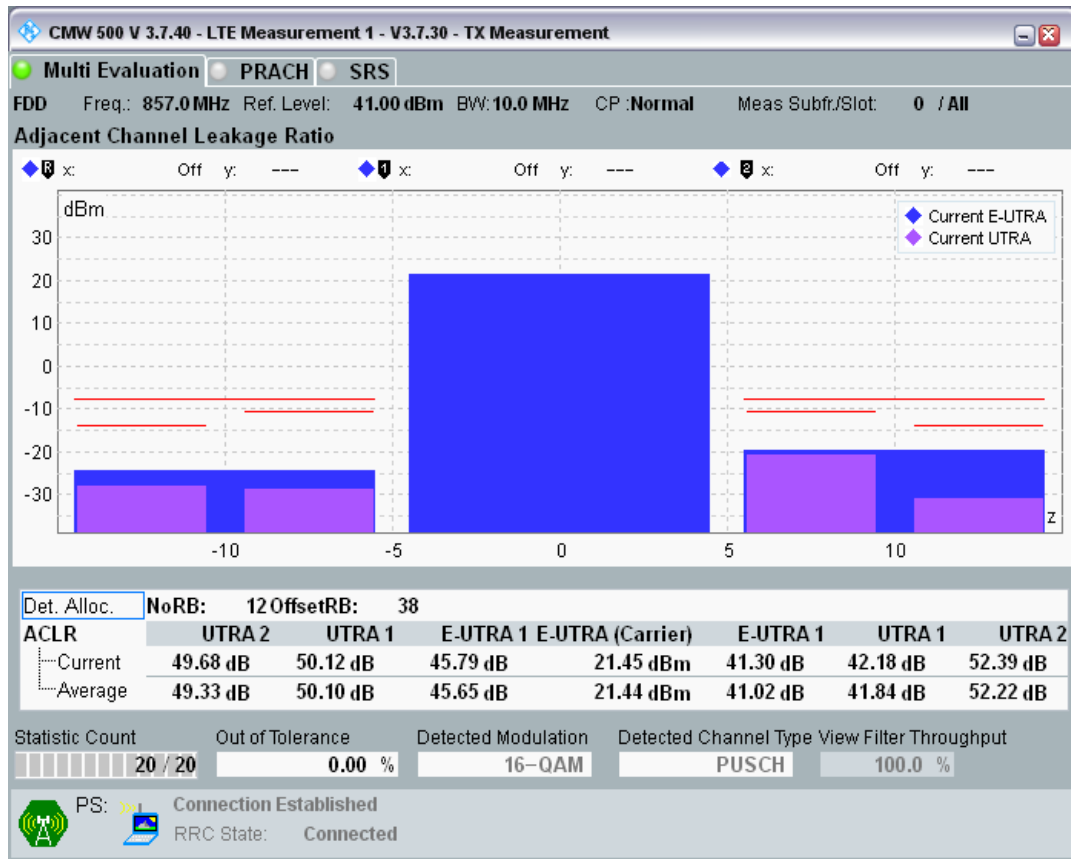 CMW 500 V 3.7.40 - LTE Measurement 1 - V3.7.30 - TX Measurement
Multi Evaluation PRACH SRS
FDD Freq.: 857.0 MHz Ref. Level: 41.00 dBm BW: 10.0 MHz CP :Normal Meas Subfr./Slot: 0 / All
Adjacent Channel Leakage Ratio
R x: Off y: --- 1 x: Off y: --- 2 x: Off y: ---
dBm
Current E-UTRA
Current UTRA
30
20
10
0
-10
-20
-30
z
-10 -5 0 5 10
Det. Alloc. NoRB: 12 OffsetRB: 38
ACLR UTRA 2 UTRA 1 E-UTRA 1 E-UTRA (Carrier) E-UTRA 1 UTRA 1 UTRA 2
Current 49.68 dB 50.12 dB 45.79 dB 21.45 dBm 41.30 dB 42.18 dB 52.39 dB
Average 49.33 dB 50.10 dB 45.65 dB 21.44 dBm 41.02 dB 41.84 dB 52.22 dB
Statistic Count Out of Tolerance Detected Modulation Detected Channel Type View Filter Throughput
20 / 20 0.00 % 16-QAM PUSCH 100.0 %
PS: Connection Established
RRC State: Connected